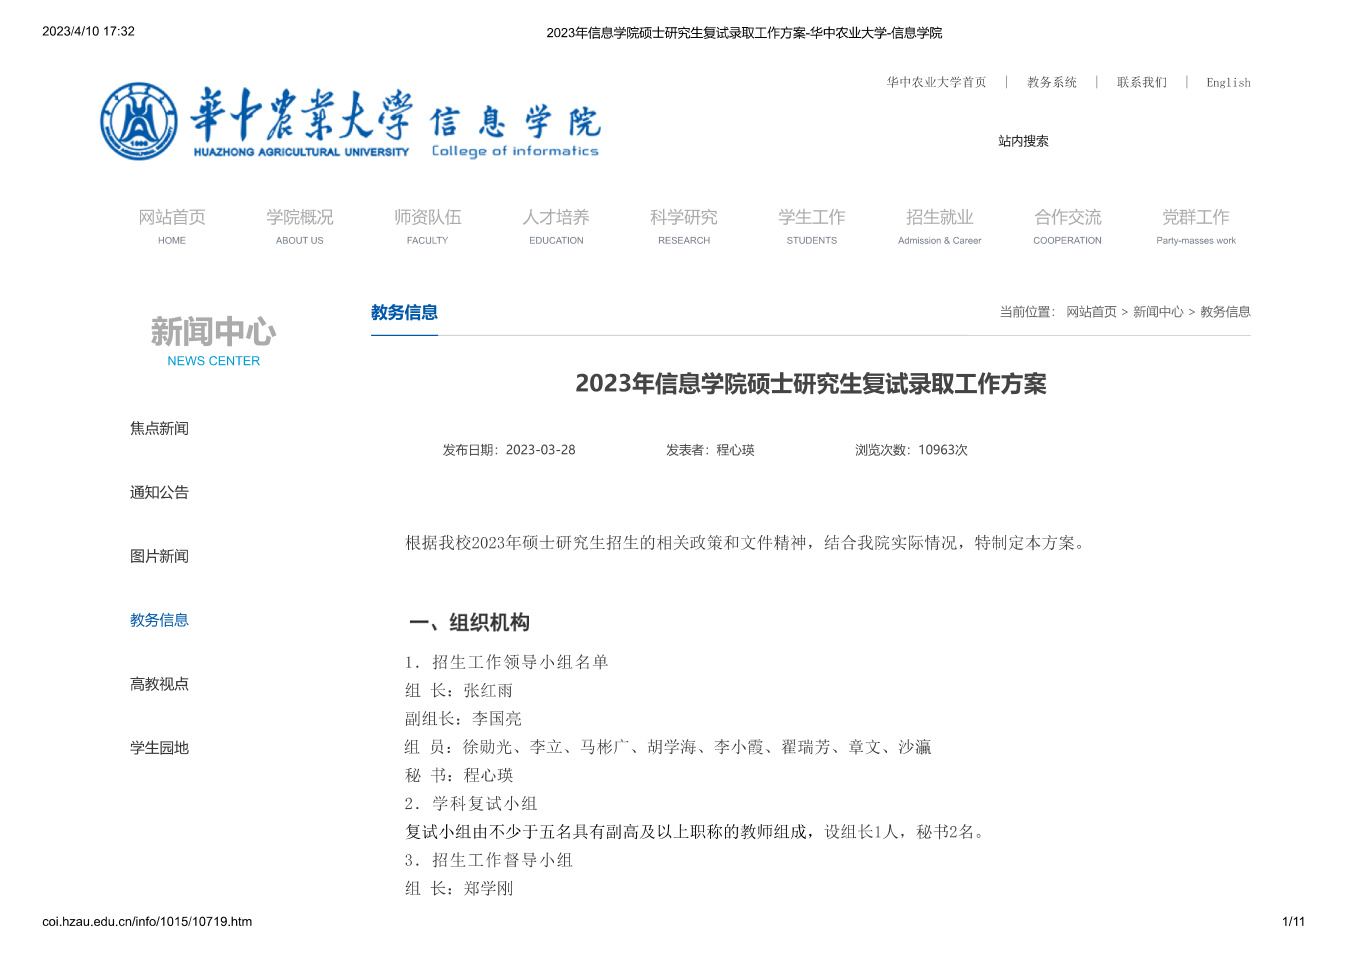 2023/4/10 17:32
2023年信息学院硕士研究生复试录取工作方案-华中农业大学-信息学院
华中农业大学首页 | 教务系统 | 联系我们 | English
華中農業大學 信息学院
HUAZHONG AGRICULTURAL UNIVERSITY College of informatics
站内搜索
网站首页 学院概况 师资队伍 人才培养 科学研究 学生工作 招生就业 合作交流 党群工作
HOME ABOUT US FACULTY EDUCATION RESEARCH STUDENTS Admission & Career COOPERATION Party-masses work
新闻中心
NEWS CENTER
焦点新闻
通知公告
图片新闻
教务信息
高教视点
学生园地
教务信息
当前位置: 网站首页 > 新闻中心 > 教务信息
2023年信息学院硕士研究生复试录取工作方案
发布日期：2023-03-28 发表者：程心瑛 浏览次数：10963次
根据我校2023年硕士研究生招生的相关政策和文件精神，结合我院实际情况，特制定本方案。
一、组织机构
1．招生工作领导小组名单
组 长：张红雨
副组长：李国亮
组 员：徐勋光、李立、马彬广、胡学海、李小霞、翟瑞芳、章文、沙瀛
秘 书：程心瑛
2．学科复试小组
复试小组由不少于五名具有副高及以上职称的教师组成，设组长1人，秘书2名。
3．招生工作督导小组
组 长：郑学刚
coi.hzau.edu.cn/info/1015/10719.htm
1/11